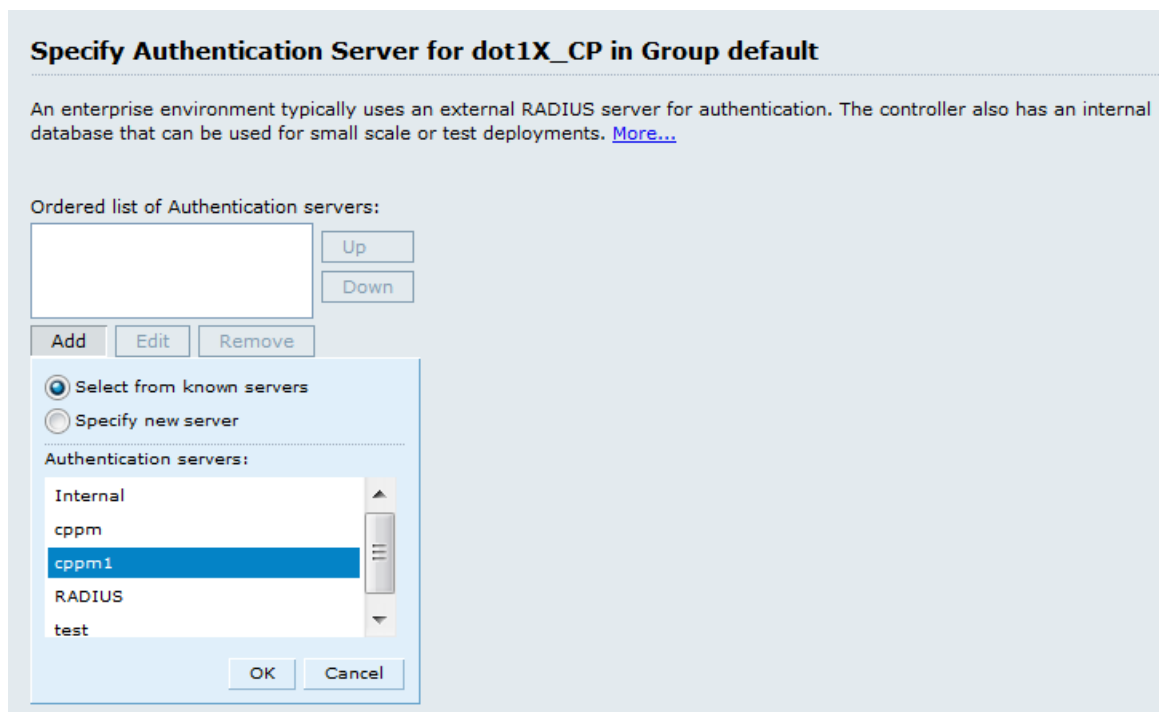 Specify Authentication Server for dot1X_CP in Group default
An enterprise environment typically uses an external RADIUS server for authentication. The controller also has an internal
database that can be used for small scale or test deployments. More...
Ordered list of Authentication servers:
Up
Down
Add Edit Remove
Select from known servers
Specify new server
Authentication servers:
Internal
cppm
cppm1
RADIUS
test
OK Cancel